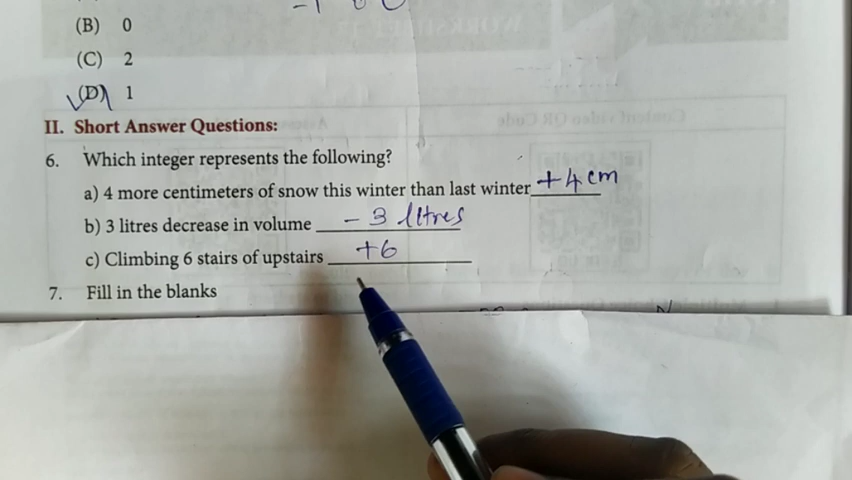 (B) 0
(C) 2
(D) 1
II. Short Answer Questions:
6. Which integer represents the following?
a) 4 more centimeters of snow this winter than last winter +4 cm
b) 3 litres decrease in volume - 3 litres
c) Climbing 6 stairs of upstairs +6
7. Fill in the blanks